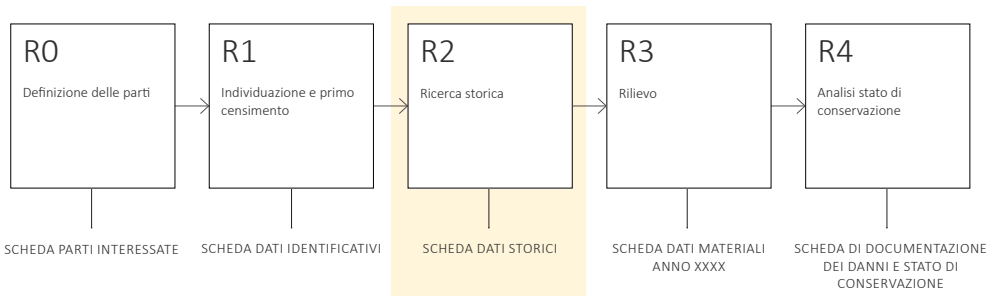 R0
Definizione delle parti
R1
Individuazione e primo
censimento
R2
Ricerca storica
R3
Rilievo
R4
Analisi stato di
conservazione
SCHEDA PARTI INTERESSATE
SCHEDA DATI IDENTIFICATIVI
SCHEDA DATI STORICI
SCHEDA DATI MATERIALI
ANNO XXXX
SCHEDA DI DOCUMENTAZIONE
DEI DANNI E STATO DI
CONSERVAZIONE